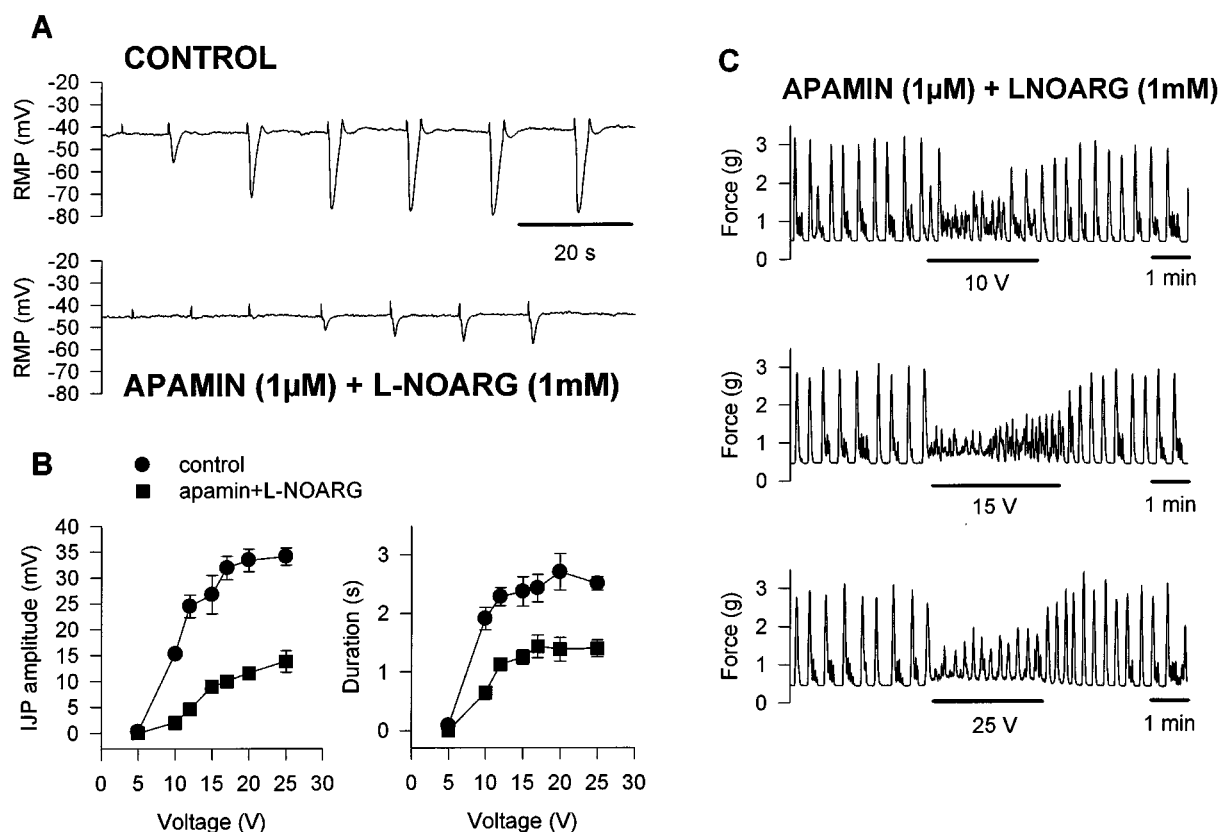 A
CONTROL
-20
-30
-40
-50
-60
-70
-80
RMP (mV)
20 s
-20
-30
-40
-50
-60
-70
-80
RMP (mV)
APAMIN (1µM) + L-NOARG (1mM)
B
control
apamin+L-NOARG
40
35
30
25
20
15
10
5
0
IJP amplitude (mV)
0 5 10 15 20 25 30
Voltage (V)
3
2
1
0
Duration (s)
0 5 10 15 20 25 30
Voltage (V)
C
APAMIN (1µM) + LNOARG (1mM)
3
2
1
0
Force (g)
10 V
1 min
3
2
1
0
Force (g)
15 V
1 min
3
2
1
0
Force (g)
25 V
1 min